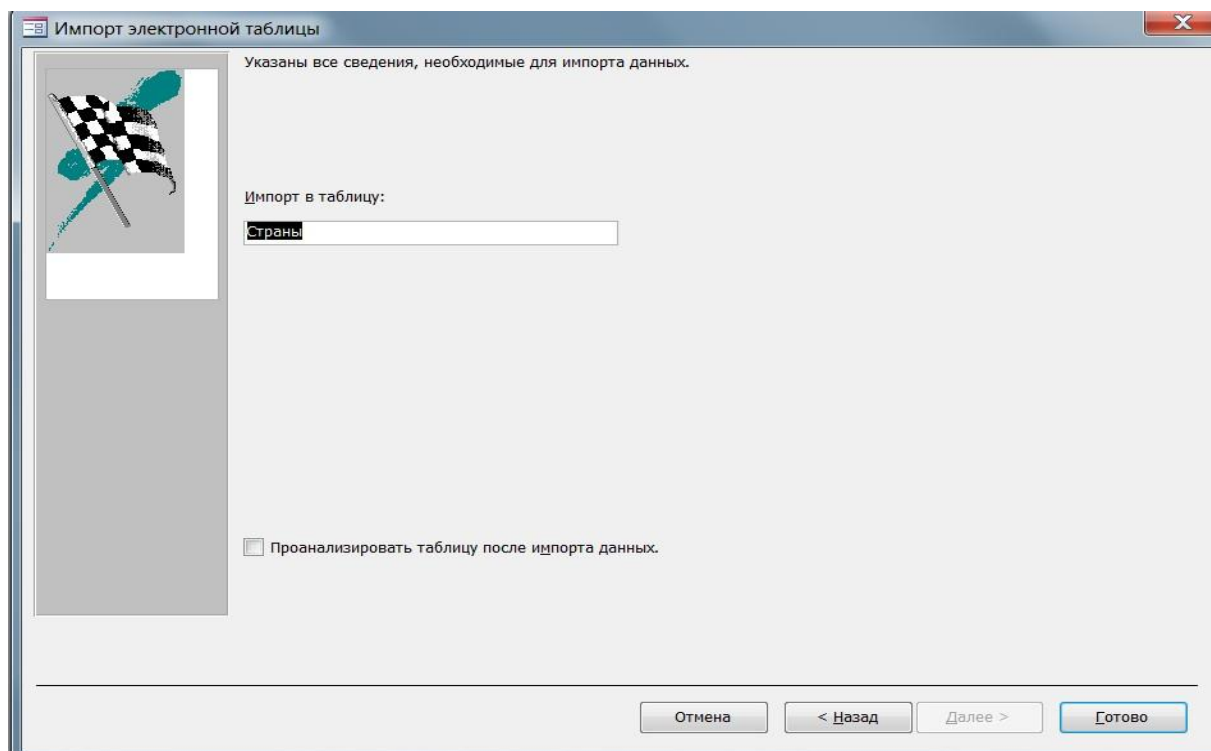 Импорт электронной таблицы
Указаны все сведения, необходимые для импорта данных.
Импорт в таблицу:
Страны
Проанализировать таблицу после импорта данных.
Отмена
< Назад
Далее >
Готово